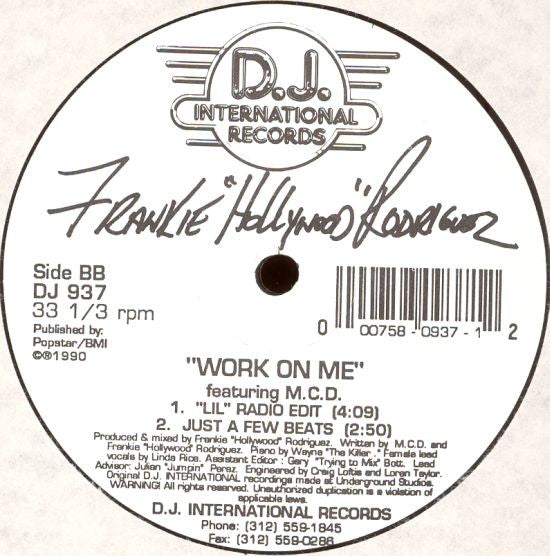 D.J.
INTERNATIONAL
RECORDS
FRANKIE "HOLLYWOOD" RODRIGUEZ
Side BB
DJ 937
33 1/3 rpm
Published by:
Popstar/BMI
©®1990
0 00758-0937-1 2
"WORK ON ME"
featuring M.C.D.
1. "LIL" RADIO EDIT (4:09)
2. JUST A FEW BEATS (2:50)
Produced & mixed by Frankie "Hollywood" Rodriguez. Written by M.C.D. and
Frankie "Hollywood" Rodriguez. Piano by Wayne "The Killer ." Female lead
vocals by Linda Rice. Assistant Editor : Gary "Trying to Mix" Bott. Lead
Advisor: Julian "Jumpin" Perez. Engineered by Craig Loftis and Loren Taylor.
Original D.J. INTERNATIONAL recordings made at Underground Studios.
WARNING! All rights reserved. Unauthorized duplication is a violation of
applicable laws.
D.J. INTERNATIONAL RECORDS
Phone: (312) 559-1845
Fax: (312) 559-0286